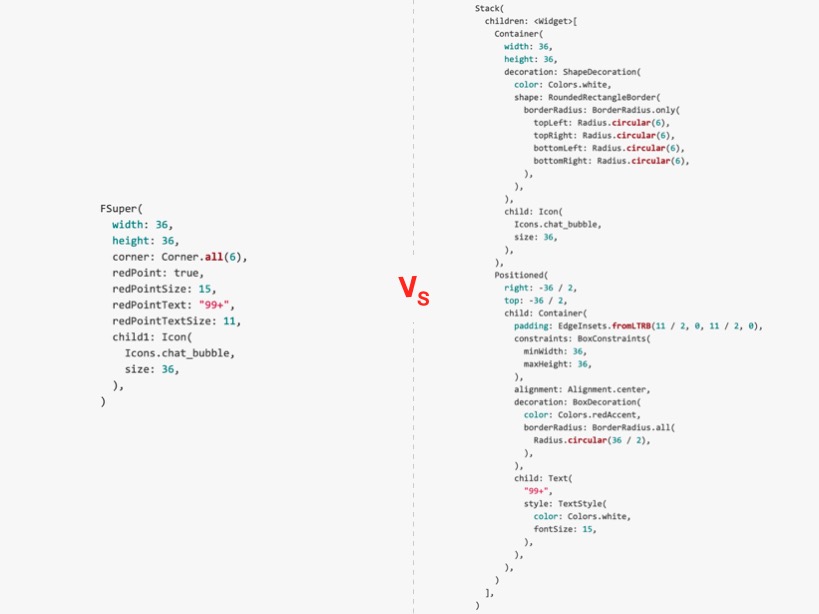 FSuper(
  width: 36,
  height: 36,
  corner: Corner.all(6),
  redPoint: true,
  redPointSize: 15,
  redPointText: "99+",
  redPointTextSize: 11,
  child1: Icon(
    Icons.chat_bubble,
    size: 36,
  ),
)
VS
Stack(
  children: <Widget>[
    Container(
      width: 36,
      height: 36,
      decoration: ShapeDecoration(
        color: Colors.white,
        shape: RoundedRectangleBorder(
          borderRadius: BorderRadius.only(
            topLeft: Radius.circular(6),
            topRight: Radius.circular(6),
            bottomLeft: Radius.circular(6),
            bottomRight: Radius.circular(6),
          ),
        ),
      ),
      child: Icon(
        Icons.chat_bubble,
        size: 36,
      ),
    ),
    Positioned(
      right: -36 / 2,
      top: -36 / 2,
      child: Container(
        padding: EdgeInsets.fromLTRB(11 / 2, 0, 11 / 2, 0),
        constraints: BoxConstraints(
          minWidth: 36,
          maxHeight: 36,
        ),
        alignment: Alignment.center,
        decoration: BoxDecoration(
          color: Colors.redAccent,
          borderRadius: BorderRadius.all(
            Radius.circular(36 / 2),
          ),
        ),
        child: Text(
          "99+",
          style: TextStyle(
            color: Colors.white,
            fontSize: 15,
          ),
        ),
      ),
    )
  ],
)